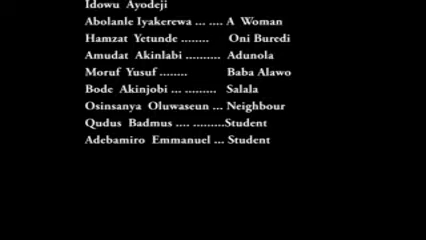 Idowu Ayodeji
Abolanle Iyakerewa ... .... A Woman
Hamzat Yetunde ........ Oni Buredi
Amudat Akinlabi .......... Adunola
Moruf Yusuf ........ Baba Alawo
Bode Akinjobi ... ......... Salala
Osinsanya Oluwaseun ... Neighbour
Qudus Badmus .... .........Student
Adebamiro Emmanuel ... Student